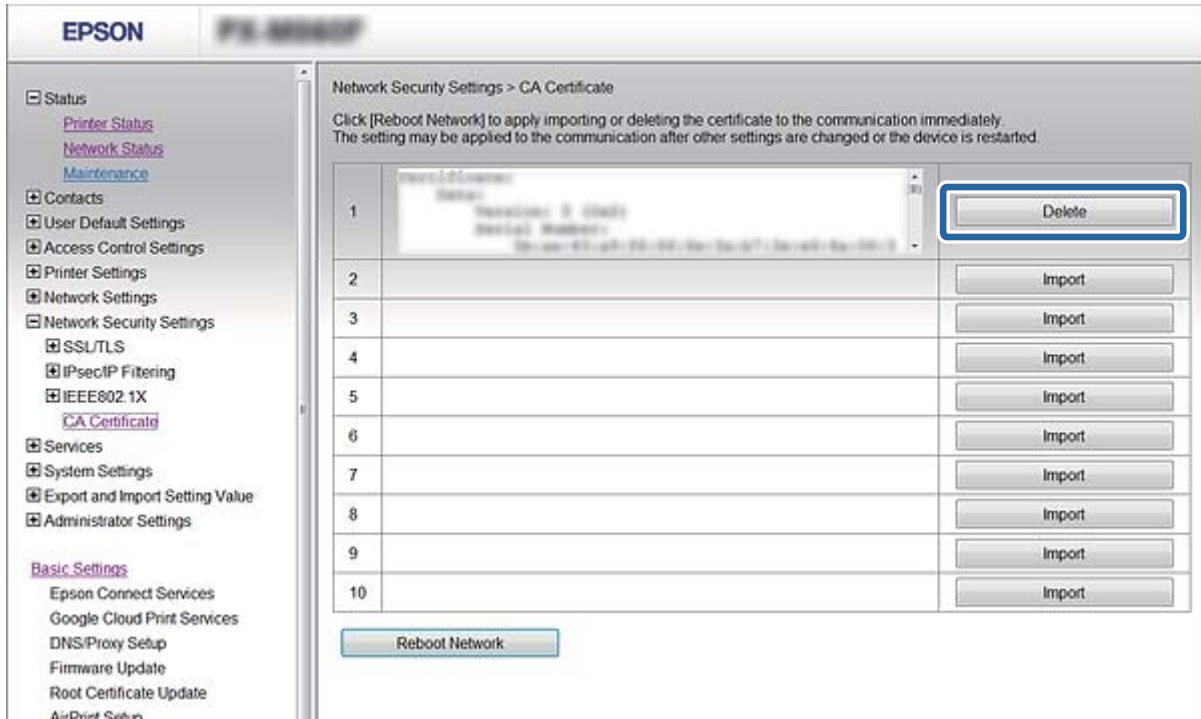 EPSON
Status
Printer Status
Network Status
Maintenance
Contacts
User Default Settings
Access Control Settings
Printer Settings
Network Settings
Network Security Settings
SSL/TLS
IPsec/IP Filtering
IEEE802.1X
CA Certificate
Services
System Settings
Export and Import Setting Value
Administrator Settings
Basic Settings
Epson Connect Services
Google Cloud Print Services
DNS/Proxy Setup
Firmware Update
Root Certificate Update
AirPrint Setup
Network Security Settings > CA Certificate
Click [Reboot Network] to apply importing or deleting the certificate to the communication immediately.
The setting may be applied to the communication after other settings are changed or the device is restarted.
1 Delete
2 Import
3 Import
4 Import
5 Import
6 Import
7 Import
8 Import
9 Import
10 Import
Reboot Network